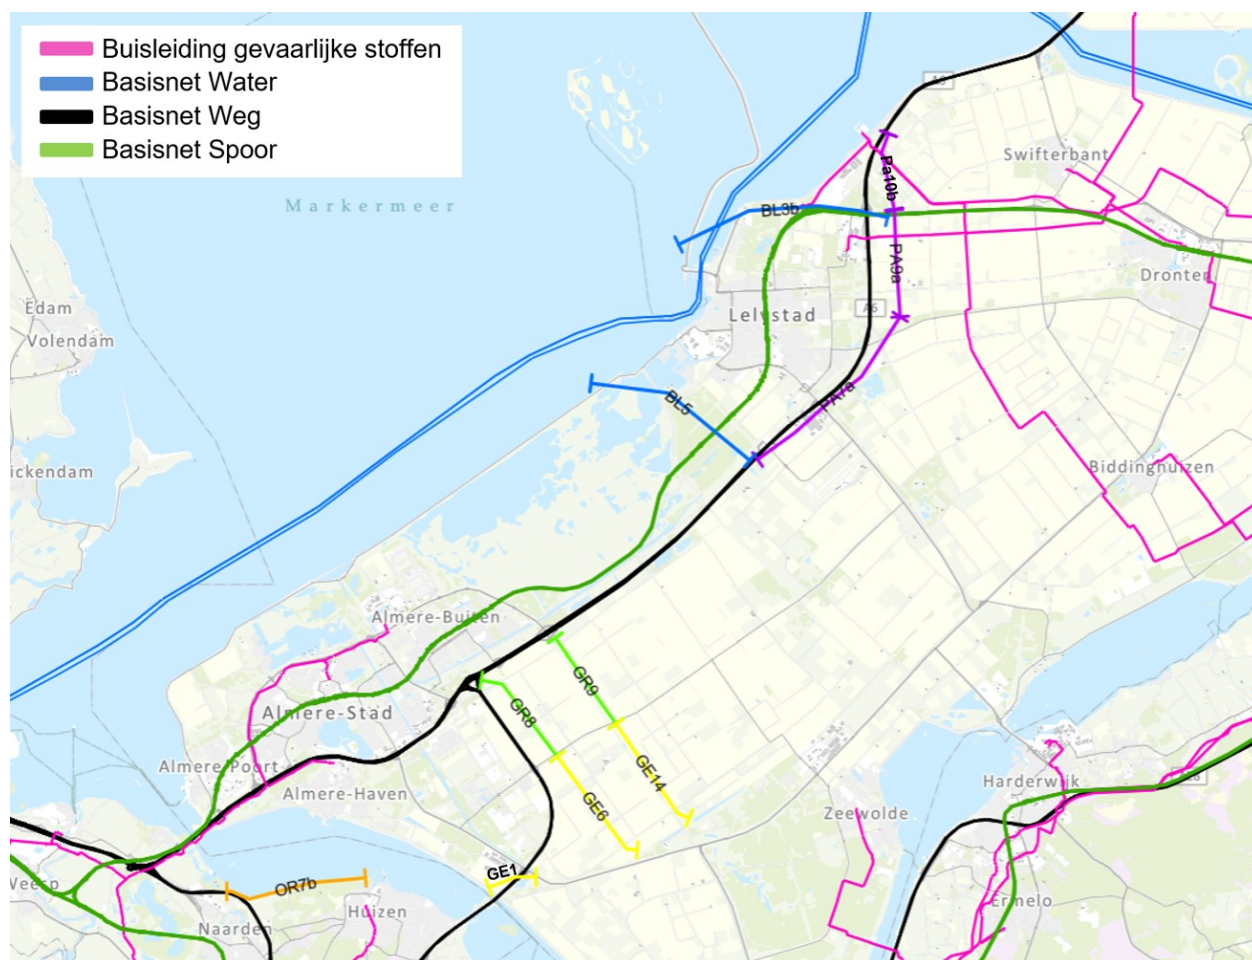 Buisleiding gevaarlijke stoffen
Basisnet Water
Basisnet Weg
Basisnet Spoor
Markermeer
Swifterbant
Pa10b
BL3b
PA9a
Dronten
Edam
Volendam
A6
Lelystad
BL5
PA7a
ickendam
Biddinghuizen
Almere-Buiten
GR9
GR8
Almere-Stad
Almere Poort
GE14
Almere-Haven
GE6
Harderwijk
Zeewolde
GE1
OR7b
Weesp
Huizen
Naarden
Ermelo